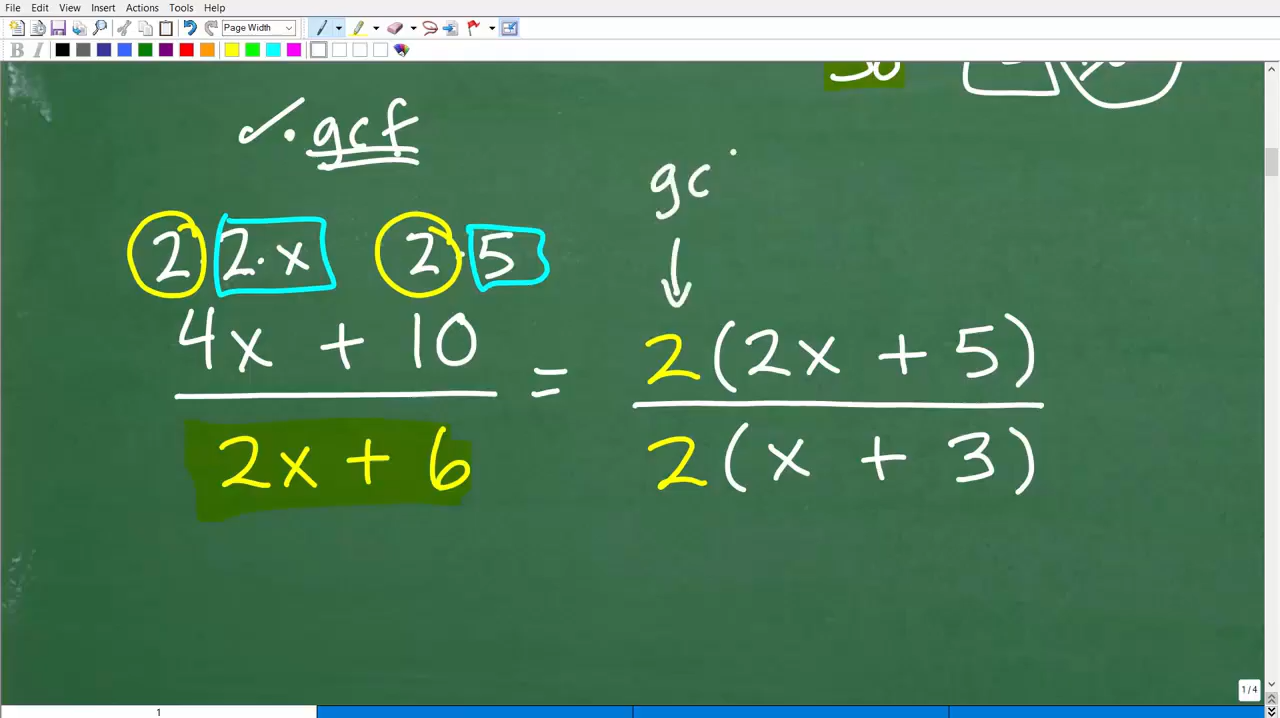 File Edit View Insert Actions Tools Help
Page Width
B I
✓ · gcf
gc
2 2·x 2·5
4x + 10 = 2(2x + 5)
2x + 6 2(x + 3)
1/4
1